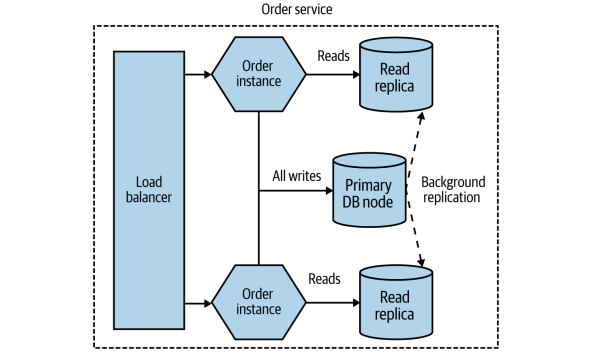 Order service
Load
balancer
Order
instance
Reads
Read
replica
All writes
Primary
DB node
Background
replication
Order
instance
Reads
Read
replica